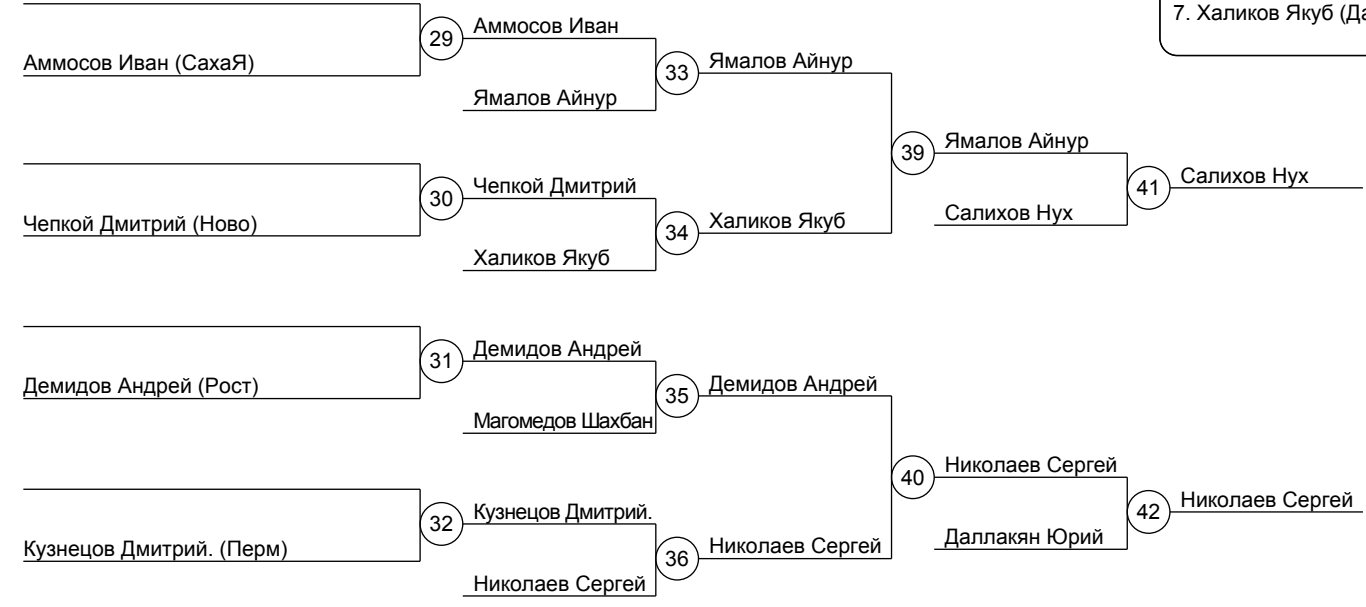 7. Халиков Якуб
29
Аммосов Иван
Аммосов Иван (СахаЯ)
33
Ямалов Айнур
Ямалов Айнур
39
Ямалов Айнур
30
Чепкой Дмитрий
Чепкой Дмитрий (Ново)
34
Халиков Якуб
Халиков Якуб
41
Салихов Нух
Салихов Нух
31
Демидов Андрей
Демидов Андрей (Рост)
35
Демидов Андрей
Магомедов Шахбан
40
Николаев Сергей
32
Кузнецов Дмитрий.
Кузнецов Дмитрий. (Перм)
36
Николаев Сергей
Николаев Сергей
42
Николаев Сергей
Даллакян Юрий